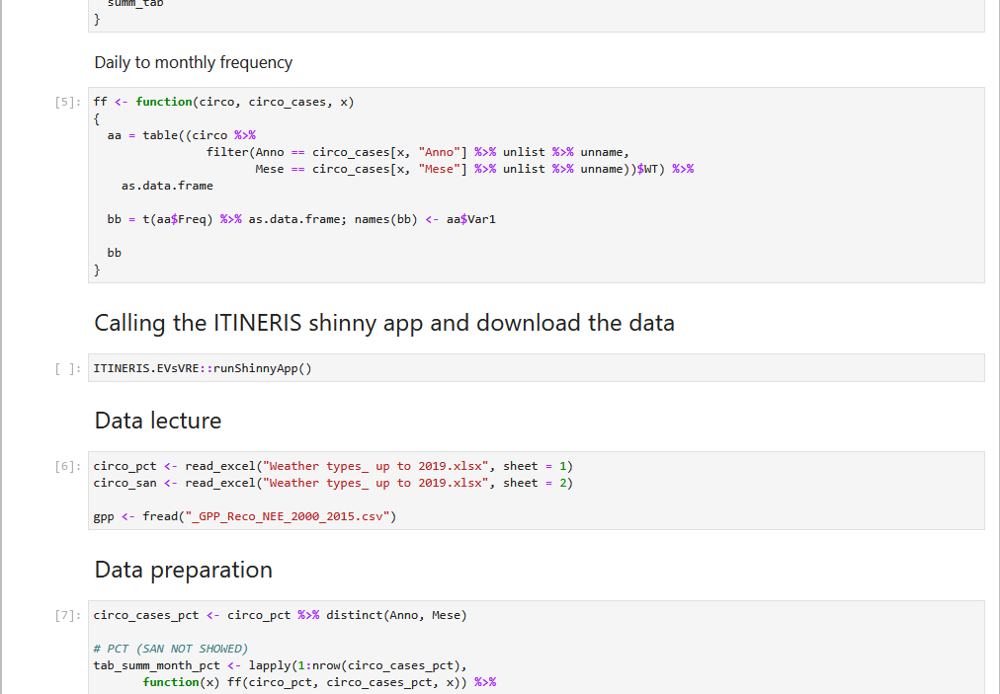 summ_tab
}
Daily to monthly frequency
[5]:
ff <- function(circo, circo_cases, x)
{
  aa = table((circo %>%
                filter(Anno == circo_cases[x, "Anno"] %>% unlist %>% unname,
                       Mese == circo_cases[x, "Mese"] %>% unlist %>% unname))$WT) %>%
    as.data.frame
  bb = t(aa$Freq) %>% as.data.frame; names(bb) <- aa$Var1
  bb
}
Calling the ITINERIS shinny app and download the data
[ ]:
ITINERIS.EVsVRE::runShinnyApp()
Data lecture
[6]:
circo_pct <- read_excel("Weather types_ up to 2019.xlsx", sheet = 1)
circo_san <- read_excel("Weather types_ up to 2019.xlsx", sheet = 2)
gpp <- fread("_GPP_Reco_NEE_2000_2015.csv")
Data preparation
[7]:
circo_cases_pct <- circo_pct %>% distinct(Anno, Mese)
# PCT (SAN NOT SHOWED)
tab_summ_month_pct <- lapply(1:nrow(circo_cases_pct),
       function(x) ff(circo_pct, circo_cases_pct, x)) %>%